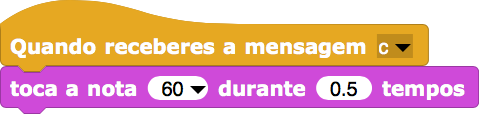 Quando receberes a mensagem c
toca a nota 60 durante 0.5 tempos